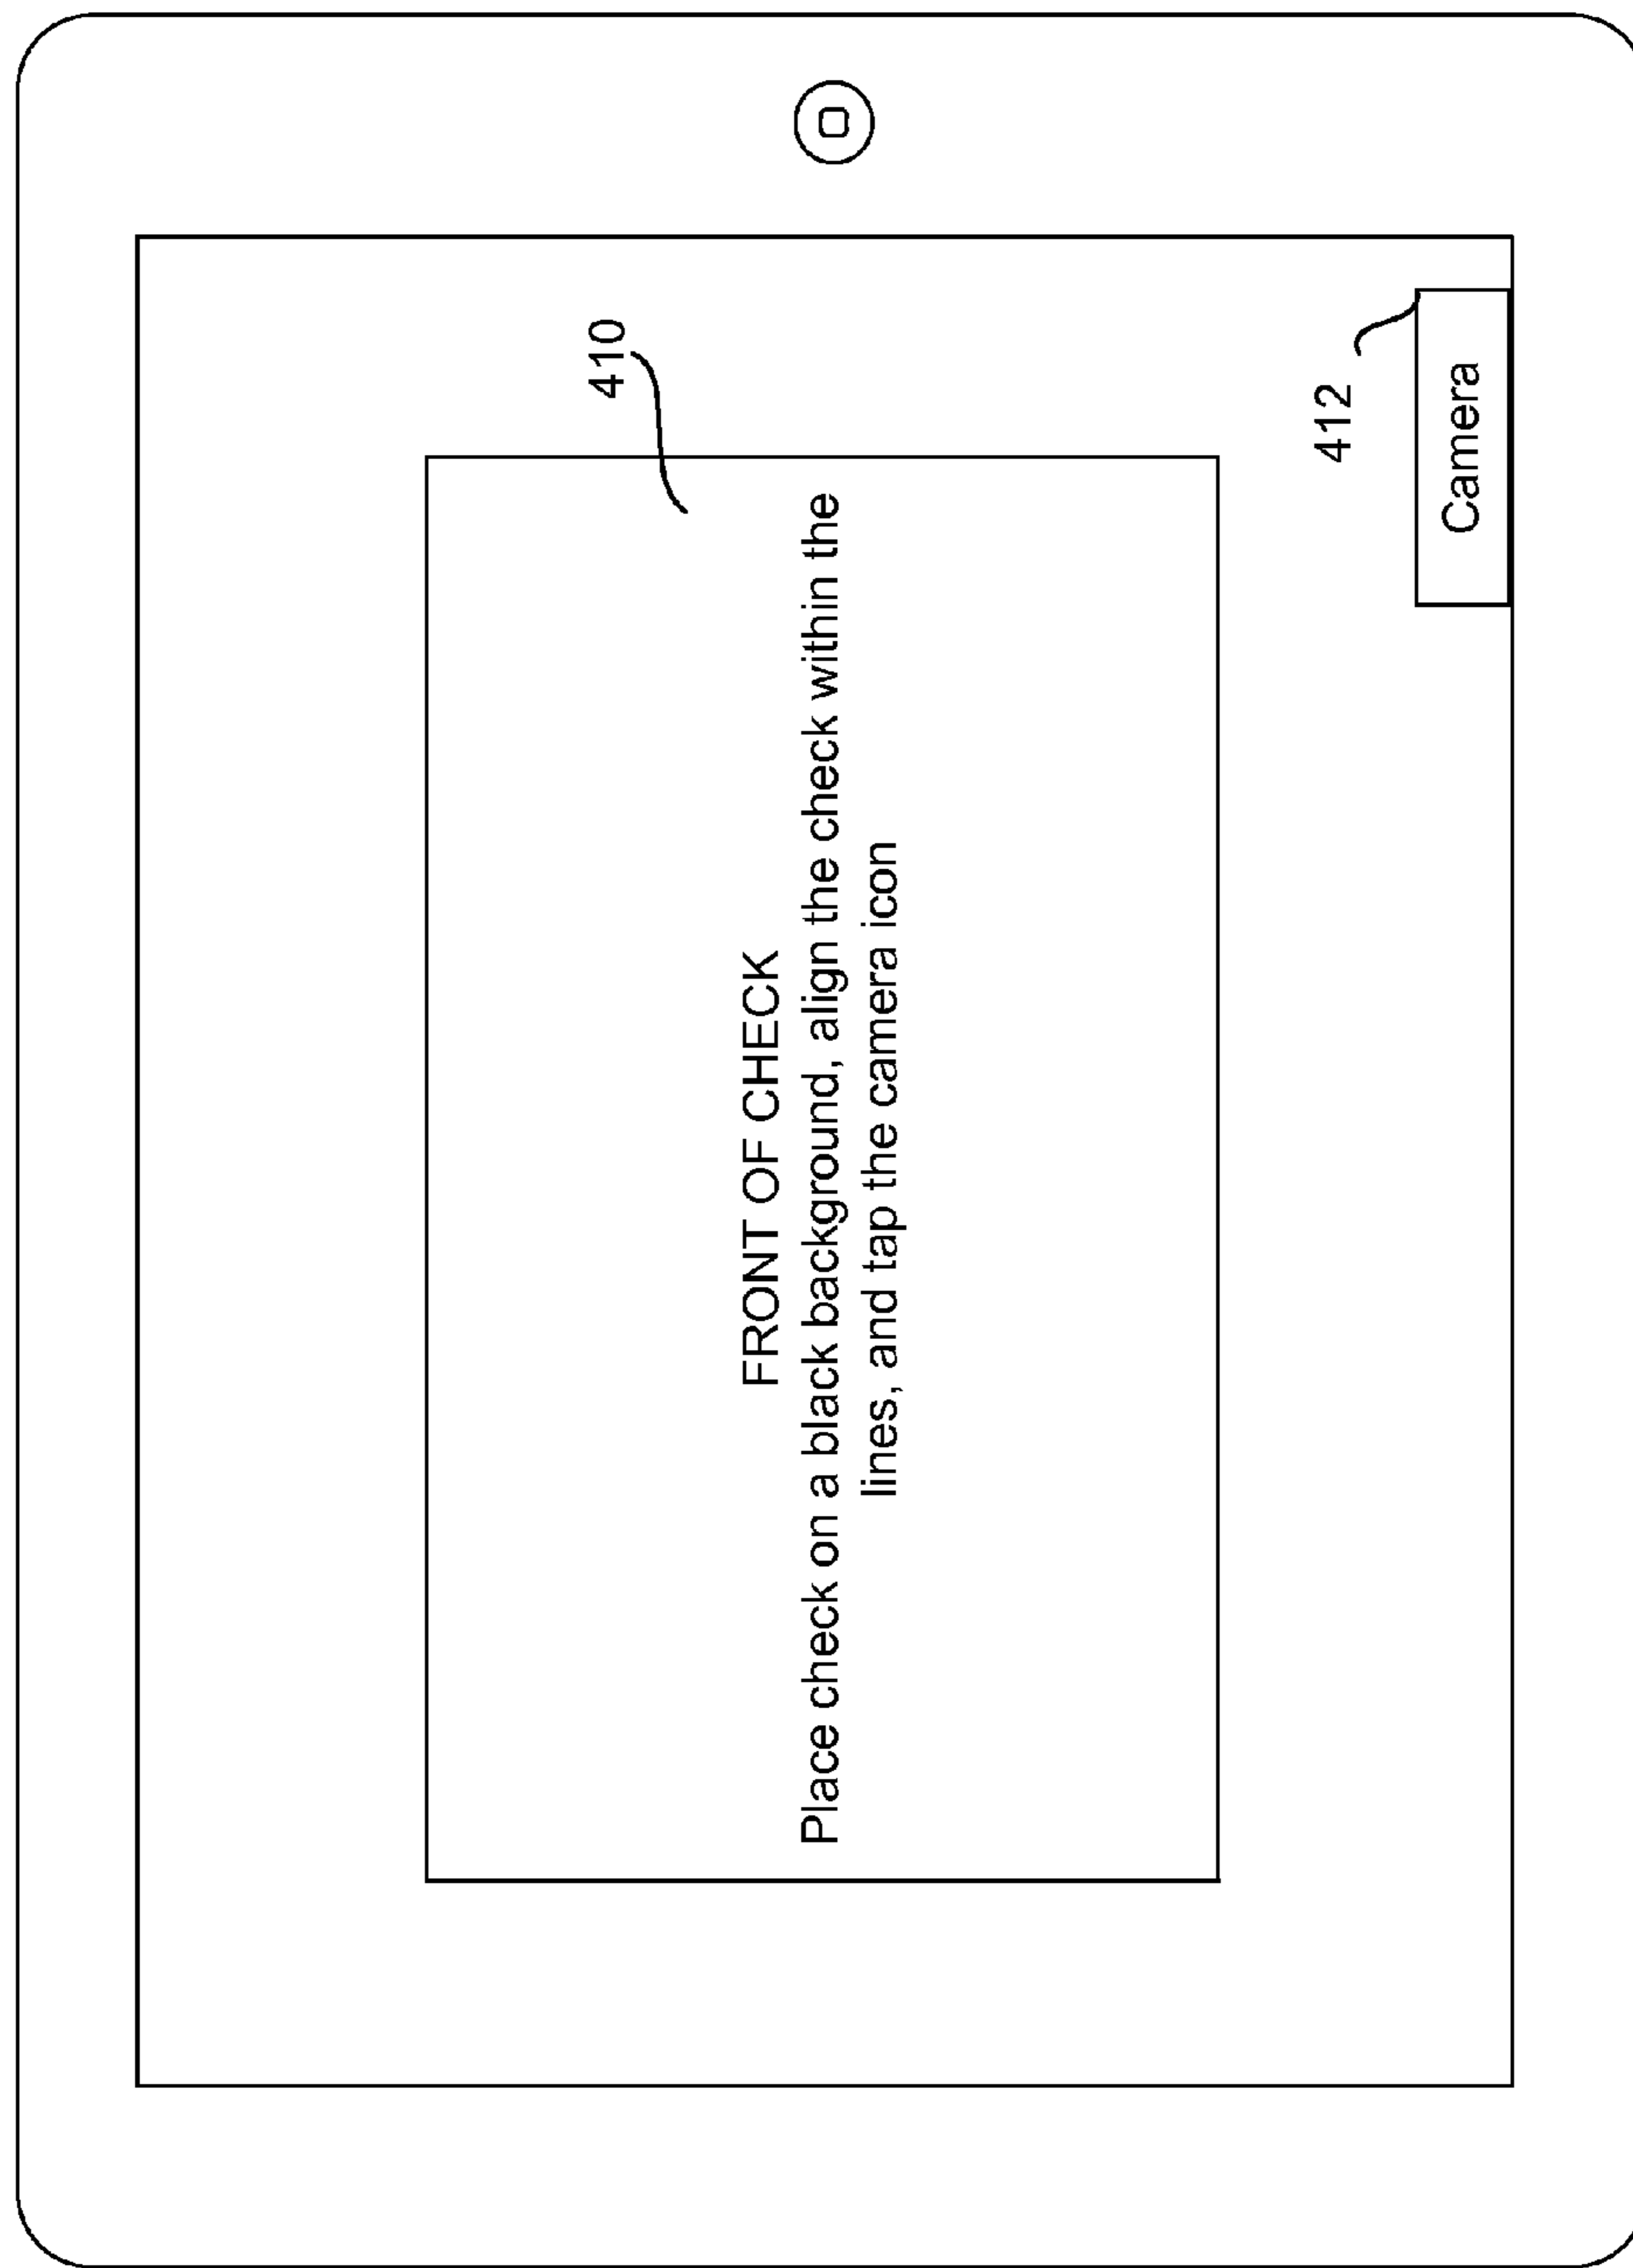 410
FRONT OF CHECK
Place check on a black background, align the check within the
lines, and tap the camera icon
412
Camera